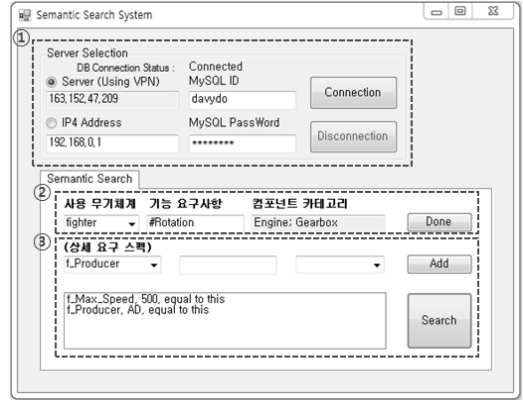 Semantic Search System
①
Server Selection
DB Connection Status : Connected
Server (Using VPN) MySQL ID
163,152,47,209 davydo Connection
IP4 Address MySQL PassWord
192,168,0,1 ******** Disconnection
Semantic Search
②
사용 무기체계 기능 요구사항 컴포넌트 카테고리
fighter #Rotation Engine; Gearbox Done
③
(상세 요구 스펙)
f_Producer Add
f_Max_Speed, 500, equal to this
f_Producer, AD, equal to this
Search